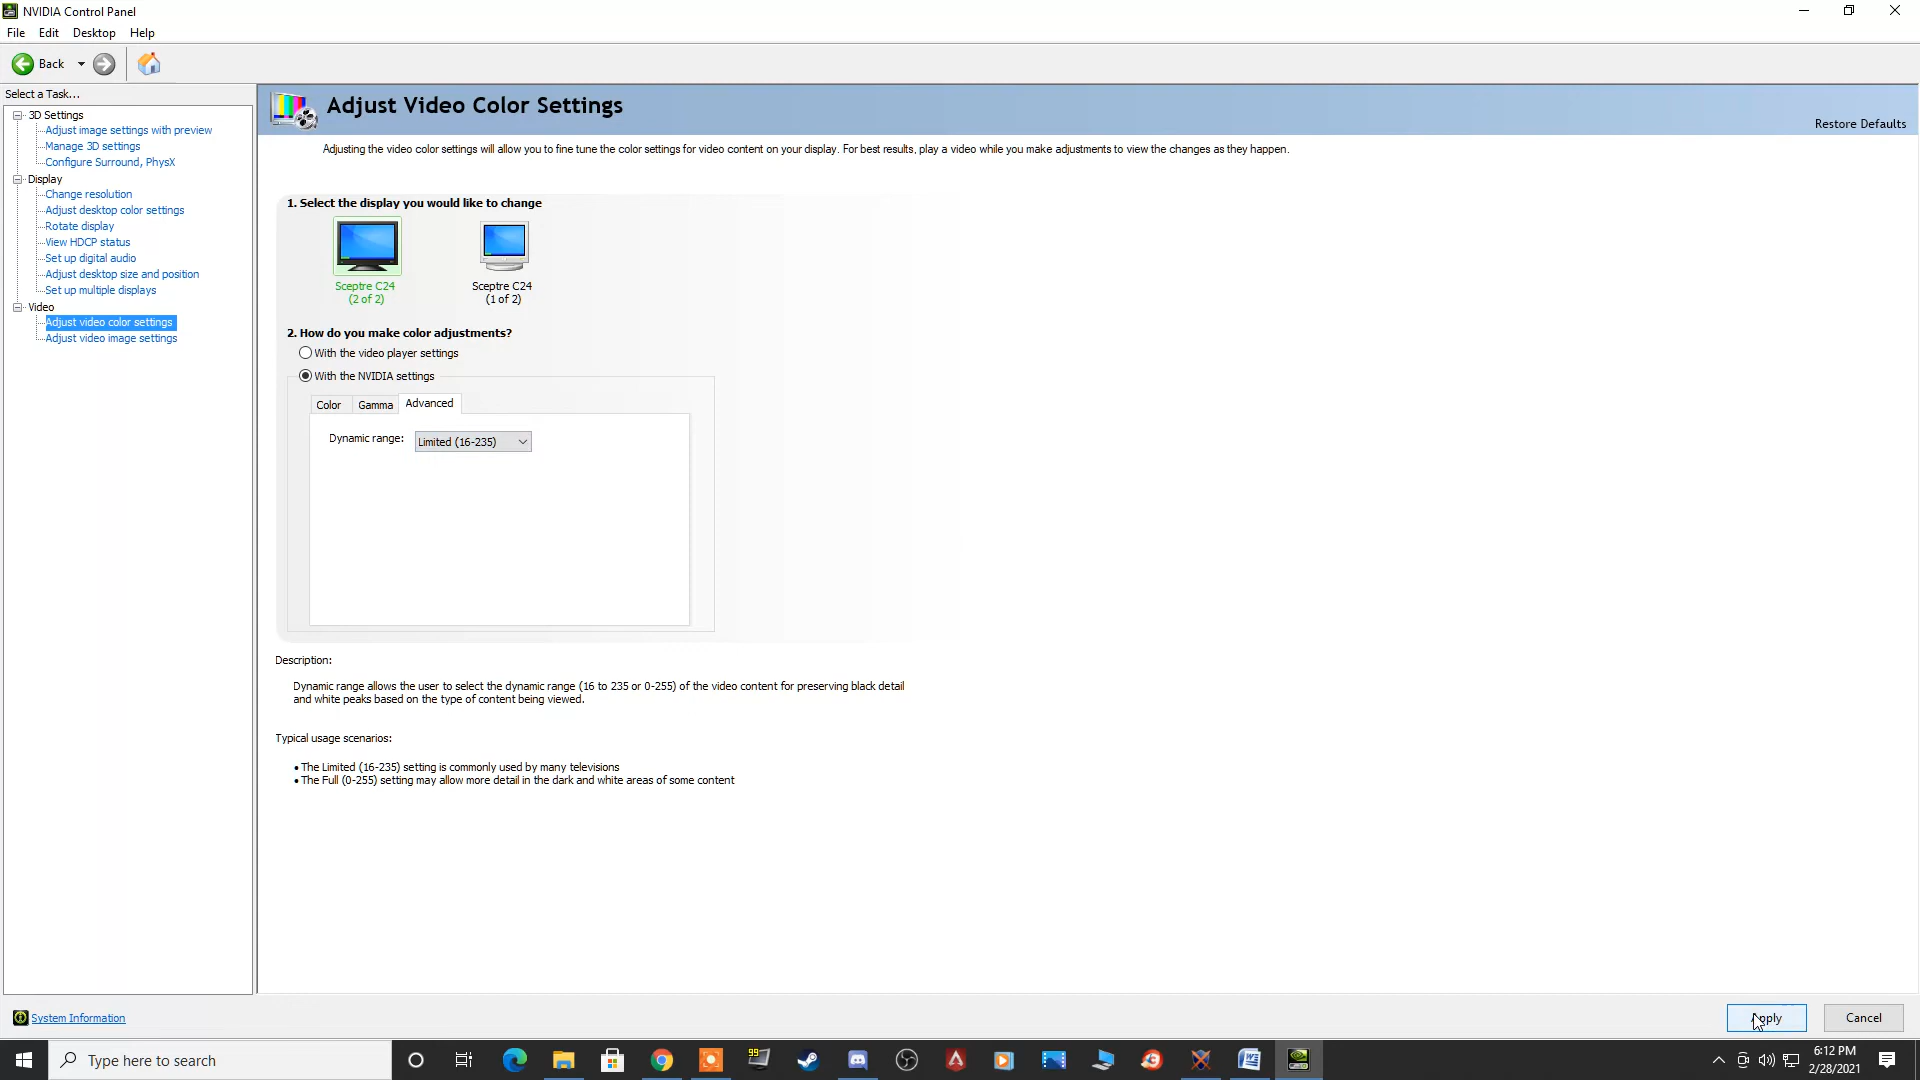 NVIDIA Control Panel
File Edit Desktop Help
Back
Select a Task...
3D Settings
Adjust image settings with preview
Manage 3D settings
Configure Surround, PhysX
Display
Change resolution
Adjust desktop color settings
Rotate display
View HDCP status
Set up digital audio
Adjust desktop size and position
Set up multiple displays
Video
Adjust video color settings
Adjust video image settings
Adjust Video Color Settings
Restore Defaults
Adjusting the video color settings will allow you to fine tune the color settings for video content on your display. For best results, play a video while you make adjustments to view the changes as they happen.
1. Select the display you would like to change
Sceptre C24
(2 of 2)
Sceptre C24
(1 of 2)
2. How do you make color adjustments?
With the video player settings
With the NVIDIA settings
Color Gamma Advanced
Dynamic range: Limited (16-235)
Description:
Dynamic range allows the user to select the dynamic range (16 to 235 or 0-255) of the video content for preserving black detail
and white peaks based on the type of content being viewed.
Typical usage scenarios:
• The Limited (16-235) setting is commonly used by many televisions
• The Full (0-255) setting may allow more detail in the dark and white areas of some content
System Information
Apply Cancel
Type here to search
99
6:12 PM
2/28/2021